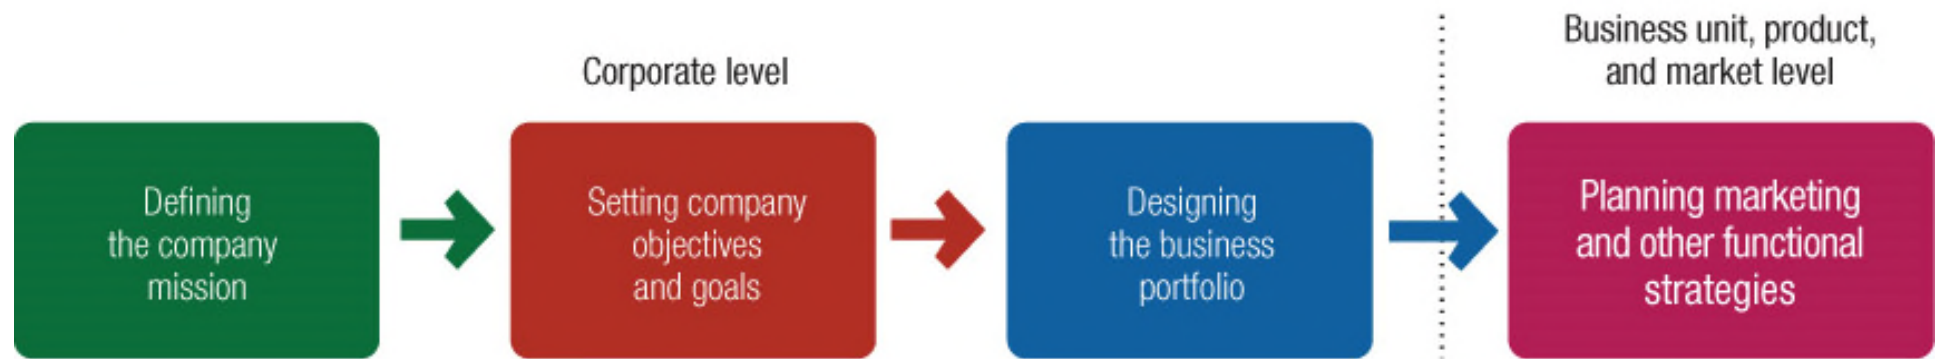 Corporate level
Business unit, product,
and market level
Defining
the company
mission
Setting company
objectives
and goals
Designing
the business
portfolio
Planning marketing
and other functional
strategies